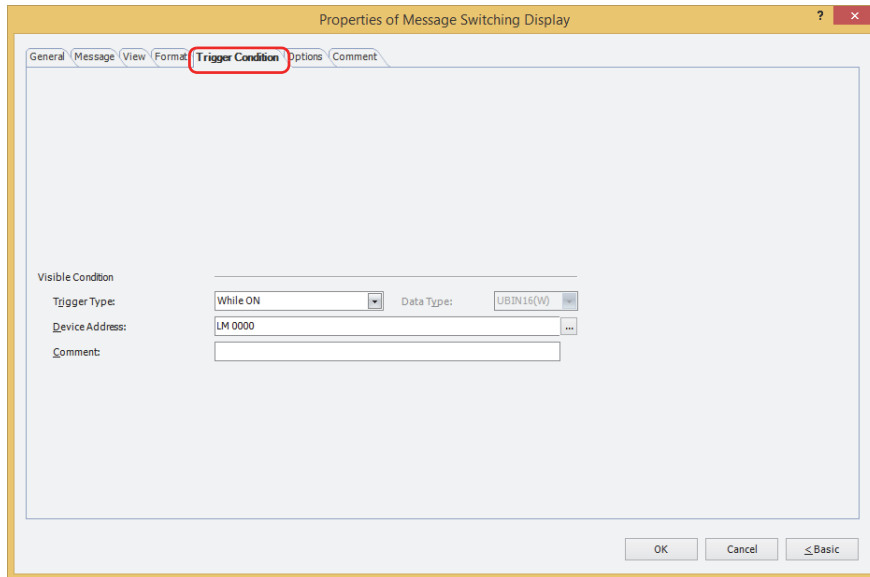 Properties of Message Switching Display ? ×
General Message View Format Trigger Condition Options Comment
Visible Condition
Trigger Type: While ON Data Type: UBIN16(W)
Device Address: LM 0000 ...
Comment:
OK Cancel < Basic